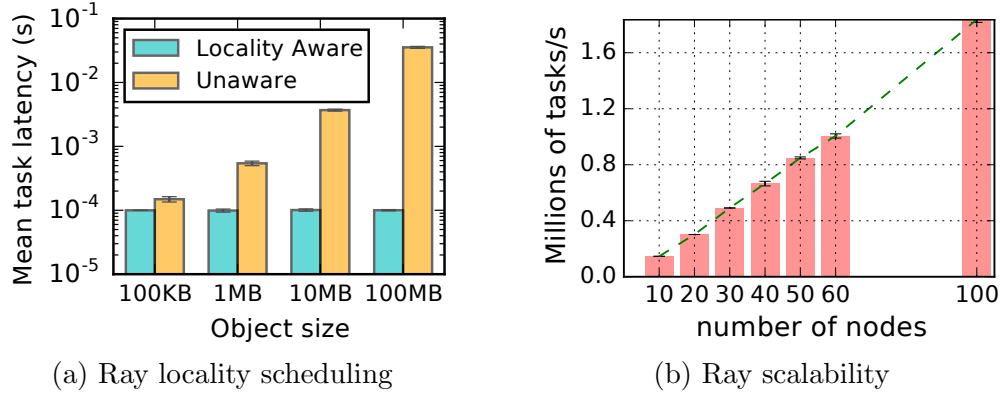 Mean task latency (s)
10⁻¹
10⁻²
10⁻³
10⁻⁴
10⁻⁵
Locality Aware
Unaware
100KB 1MB 10MB 100MB
Object size
(a) Ray locality scheduling
Millions of tasks/s
1.6
1.2
0.8
0.4
0.0
10 20 30 40 50 60 100
number of nodes
(b) Ray scalability